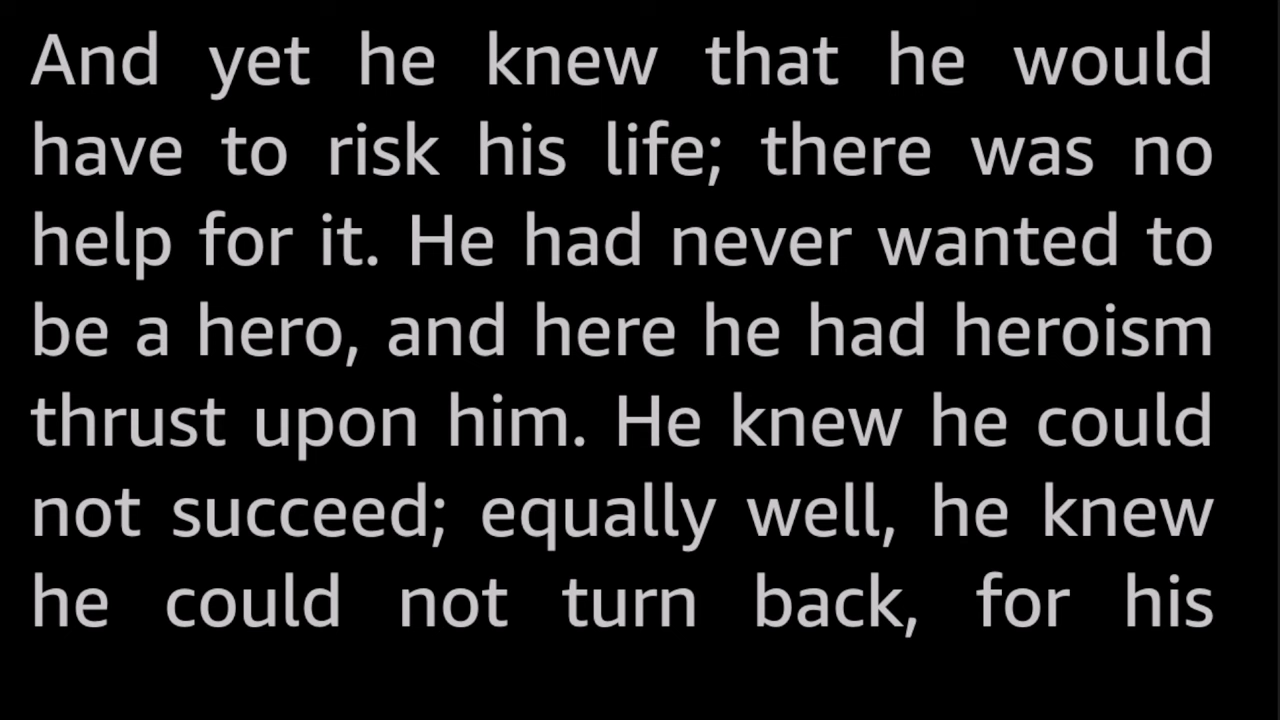 And yet he knew that he would
have to risk his life; there was no
help for it. He had never wanted to
be a hero, and here he had heroism
thrust upon him. He knew he could
not succeed; equally well, he knew
he could not turn back, for his